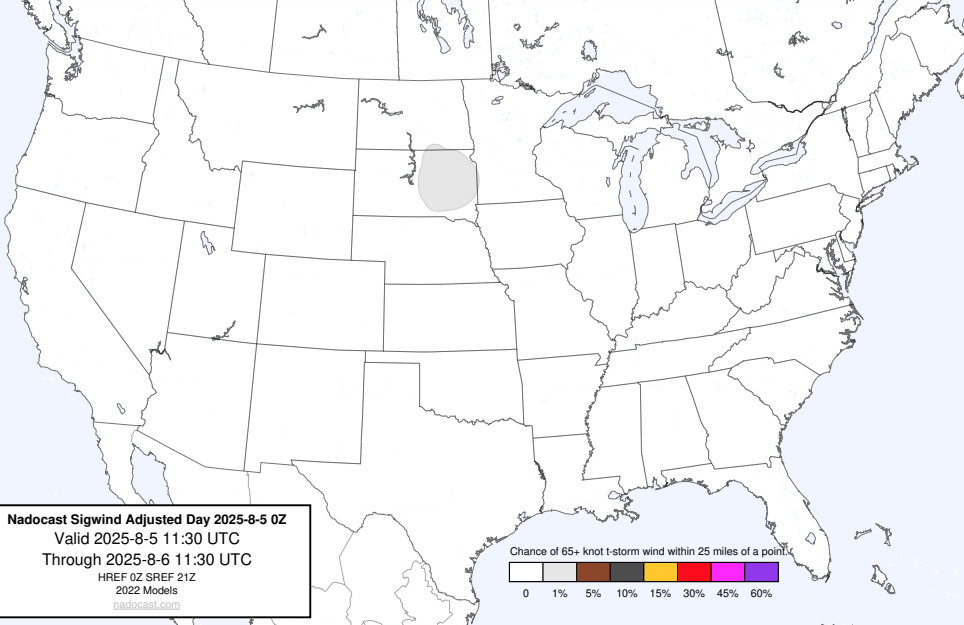 Nadocast Sigwind Adjusted Day 2025-8-5 0Z
Valid 2025-8-5 11:30 UTC
Through 2025-8-6 11:30 UTC
HREF 0Z SREF 21Z
2022 Models
nadocast.com
Chance of 65+ knot t-storm wind within 25 miles of a point.
0 1% 5% 10% 15% 30% 45% 60%